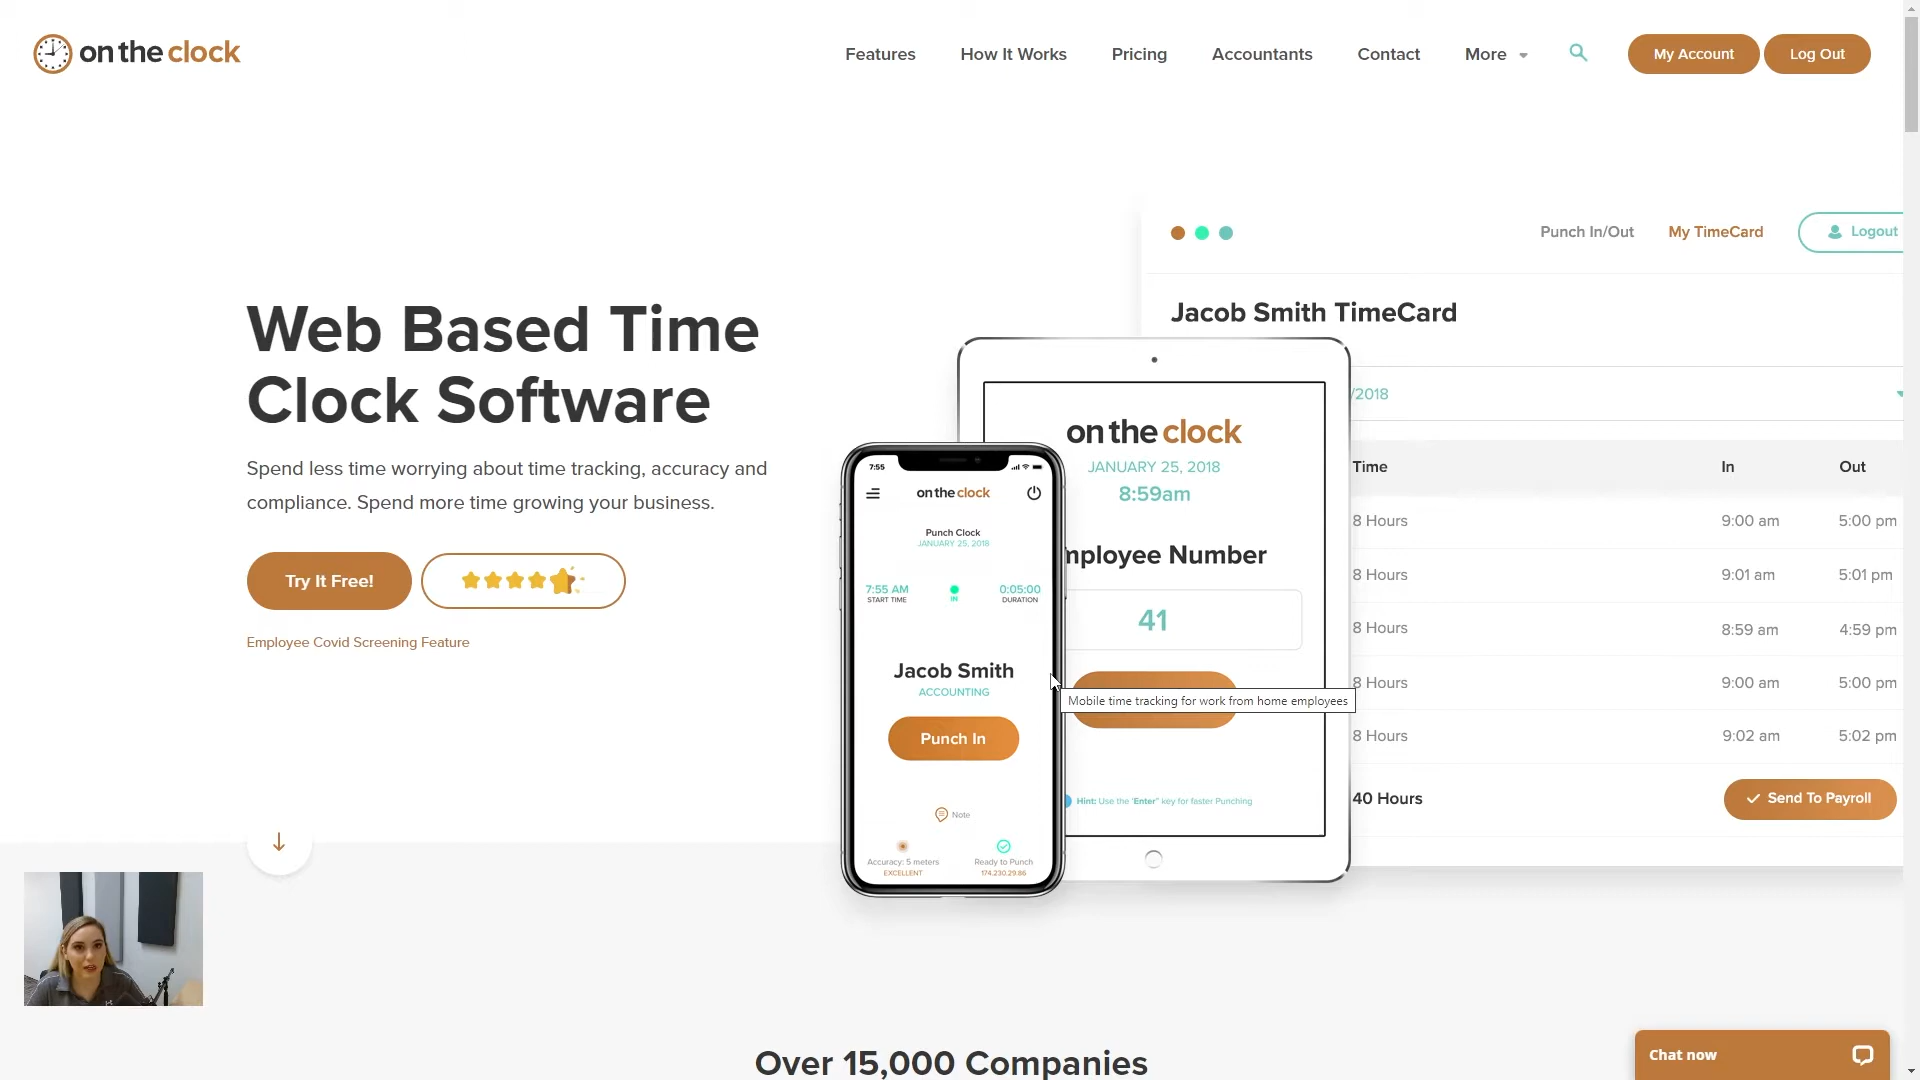 on the clock
Features
How It Works
Pricing
Accountants
Contact
More
My Account
Log Out
Punch In/Out
My TimeCard
Logout
Jacob Smith TimeCard
/2018
Time
In
Out
8 Hours
9:00 am
5:00 pm
8 Hours
9:01 am
5:01 pm
8 Hours
8:59 am
4:59 pm
8 Hours
9:00 am
5:00 pm
8 Hours
9:02 am
5:02 pm
40 Hours
Send To Payroll
Web Based Time
Clock Software
Spend less time worrying about time tracking, accuracy and
compliance. Spend more time growing your business.
Try It Free!
Employee Covid Screening Feature
on the clock
JANUARY 25, 2018
8:59am
mployee Number
41
Hint: Use the "Enter" key for faster Punching
7:55
on the clock
Punch Clock
JANUARY 25, 2018
7:55 AM
START TIME
IN
0:05:00
DURATION
Jacob Smith
ACCOUNTING
Punch In
Note
Accuracy: 5 meters
EXCELLENT
Ready to Punch
174.230.29.86
Mobile time tracking for work from home employees
Over 15,000 Companies
Chat now